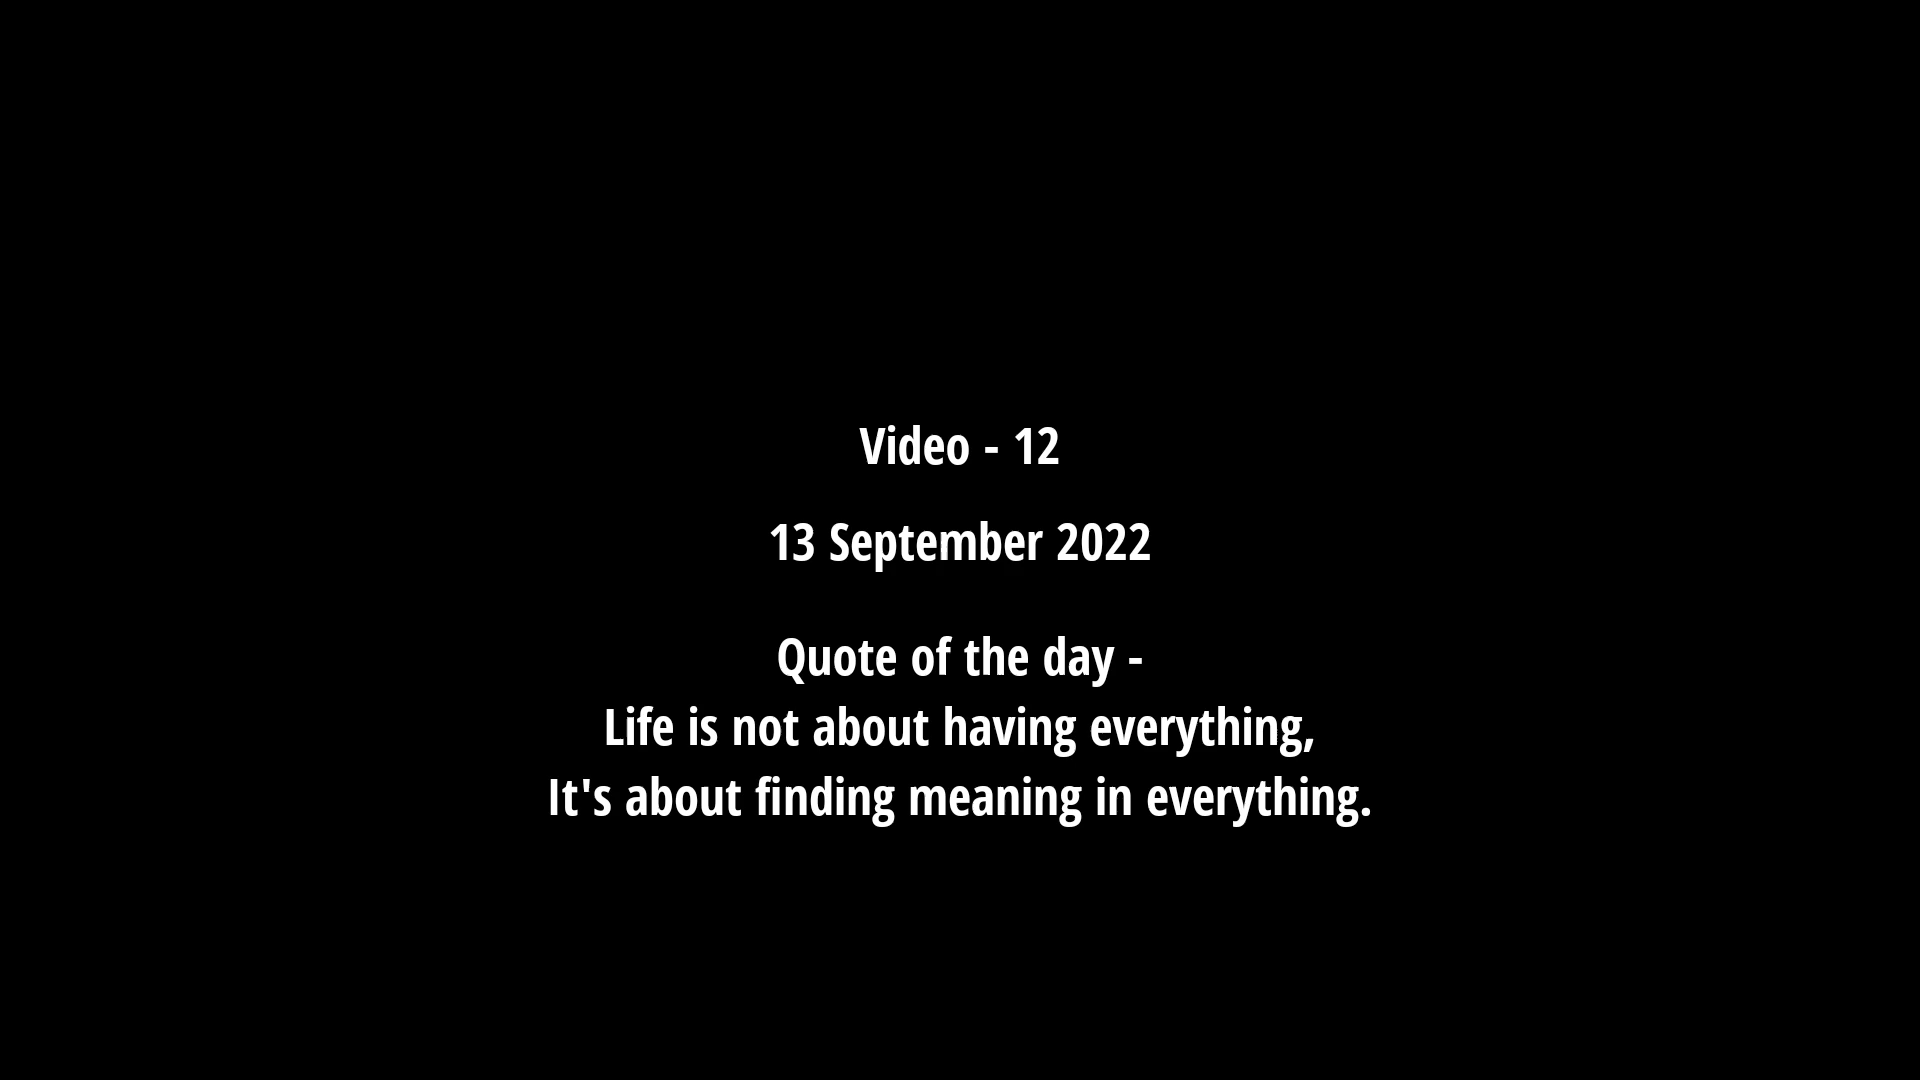 Video - 12
13 September 2022
Quote of the day -
Life is not about having everything,
It's about finding meaning in everything.